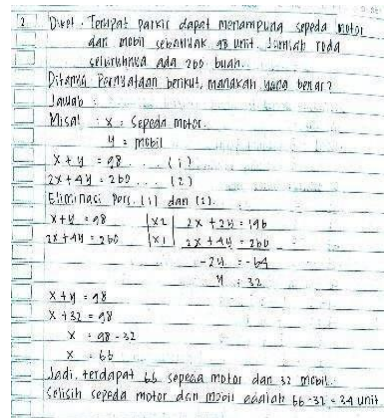 2 Diket : Tempat parkir dapat menampung sepeda motor
dan mobil sebanyak 98 unit. Jumlah roda
seluruhnya ada 260 buah.
Ditanya Pernyataan berikut, manakah yang benar?
Jawab :
Misal : x = Sepeda motor.
y = mobil
x + y = 98 ... (1)
2x + 4y = 260 ... (2)
Eliminasi pers. (1) dan (2).
x + y = 98 |x2| 2x + 2y = 196
2x + 4y = 260 |x1| 2x + 4y = 260 -
-2y = -64
y = 32
x + y = 98
x + 32 = 98
x = 98 - 32
x = 66
Jadi, terdapat 66 sepeda motor dan 32 mobil.
Selisih sepeda motor dan mobil adalah 66 - 32 = 34 unit